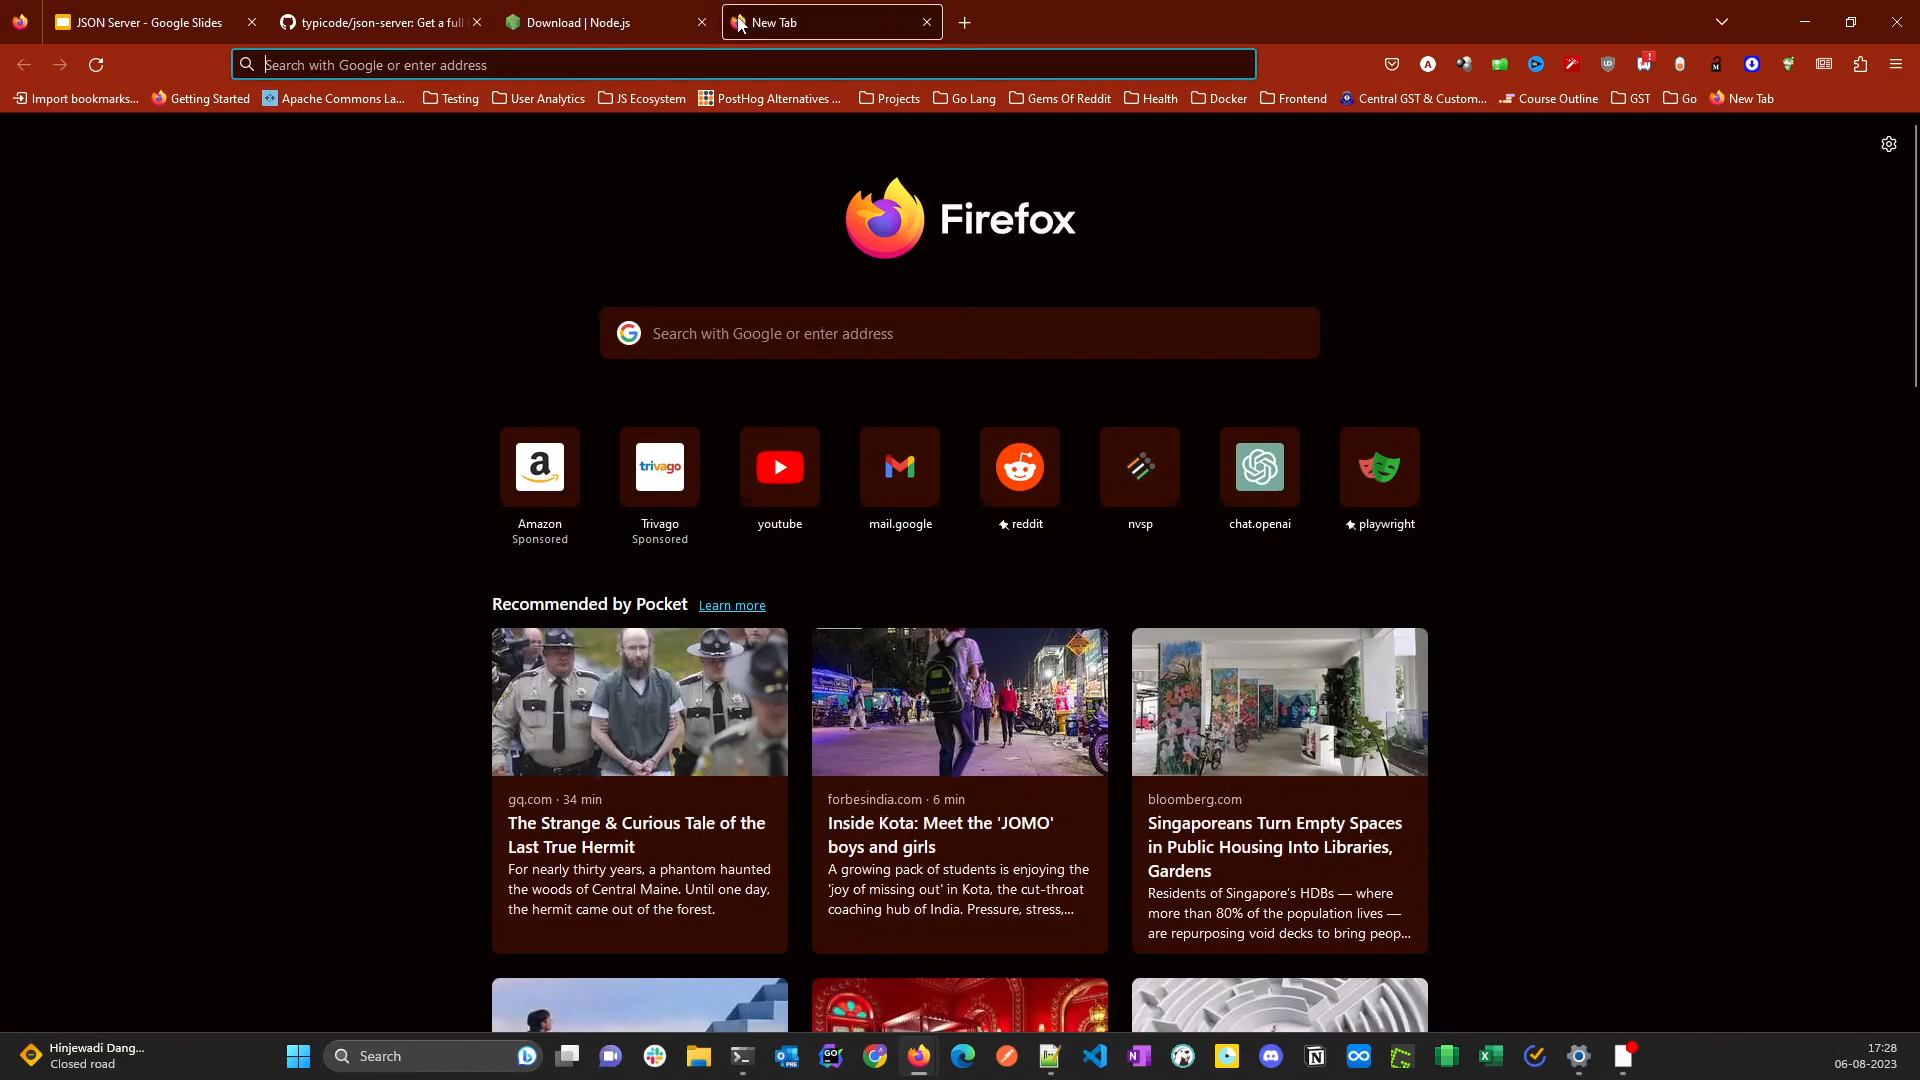 JSON Server - Google Slides
typicode/json-server: Get a full
Download | Node.js
New Tab
Search with Google or enter address
Import bookmarks...
Getting Started
Apache Commons La...
Testing
User Analytics
JS Ecosystem
PostHog Alternatives ...
Projects
Go Lang
Gems Of Reddit
Health
Docker
Frontend
Central GST & Custom...
Course Outline
GST
Go
New Tab
Firefox
Search with Google or enter address
trivago
Amazon
Sponsored
Trivago
Sponsored
youtube
mail.google
reddit
nvsp
chat.openai
playwright
Recommended by Pocket Learn more
gq.com · 34 min
The Strange & Curious Tale of the
Last True Hermit
For nearly thirty years, a phantom haunted
the woods of Central Maine. Until one day,
the hermit came out of the forest.
forbesindia.com · 6 min
Inside Kota: Meet the 'JOMO'
boys and girls
A growing pack of students is enjoying the
'joy of missing out' in Kota, the cut-throat
coaching hub of India. Pressure, stress,...
bloomberg.com
Singaporeans Turn Empty Spaces
in Public Housing Into Libraries,
Gardens
Residents of Singapore's HDBs — where
more than 80% of the population lives —
are repurposing void decks to bring peop...
Hinjewadi Dang...
Closed road
Search
17:28
06-08-2023